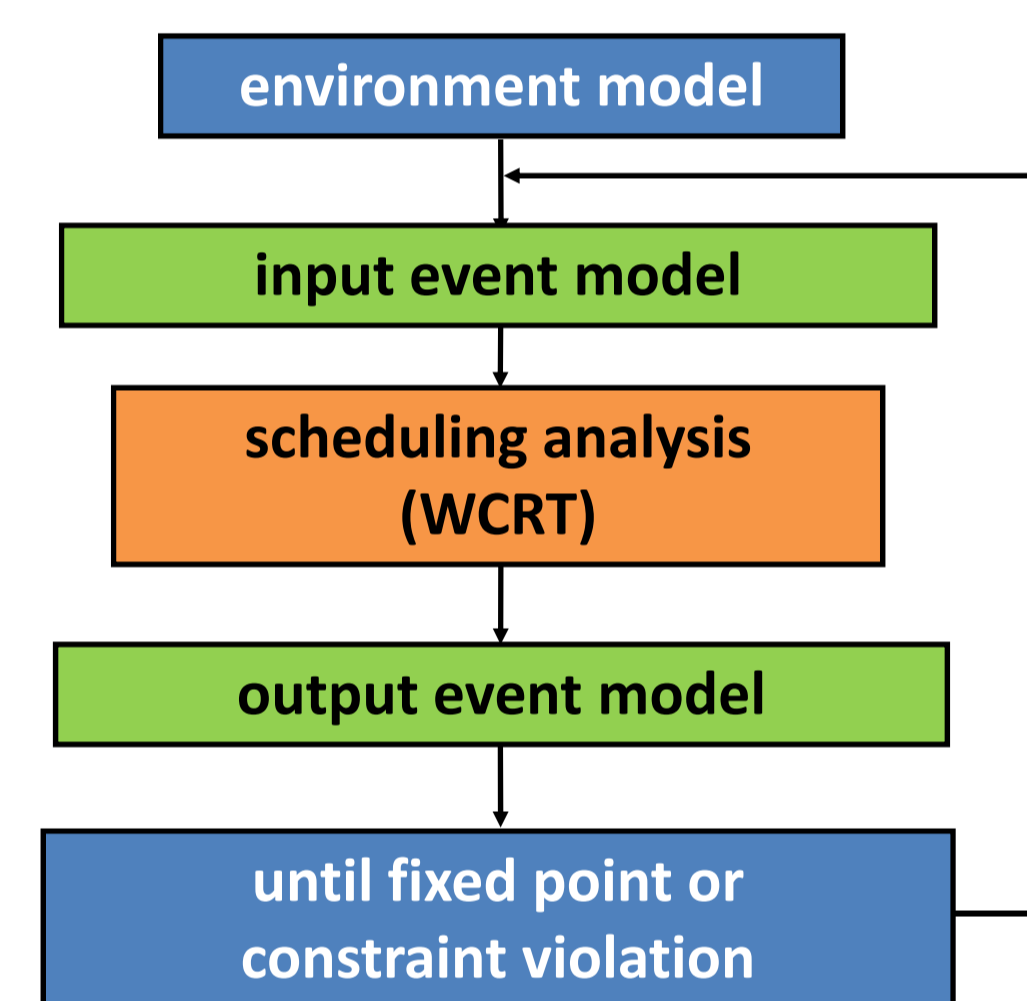 environment model
input event model
scheduling analysis
(WCRT)
output event model
until fixed point or
constraint violation